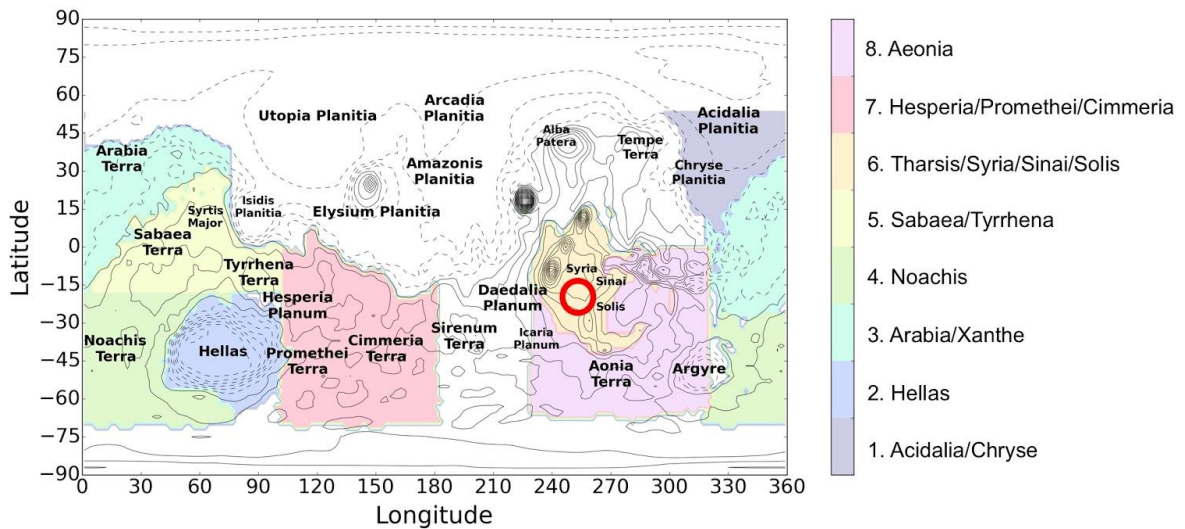 90
75
60
45
30
15
0
−15
−30
−45
−60
−75
−90
Latitude
0 30 60 90 120 150 180 210 240 270 300 330 360
Longitude
Arcadia
Planitia
Utopia Planitia
Acidalia
Planitia
Alba
Patera
Tempe
Terra
Arabia
Terra
Amazonis
Planitia
Chryse
Planitia
Isidis
Planitia
Elysium Planitia
Syrtis
Major
Sabaea
Terra
Tyrrhena
Terra
Syria
Sinai
Solis
Hesperia
Planum
Daedalia
Planum
Noachis
Terra
Hellas
Promethei
Terra
Cimmeria
Terra
Sirenum
Terra
Icaria
Planum
Aonia
Terra
Argyre
8. Aeonia
7. Hesperia/Promethei/Cimmeria
6. Tharsis/Syria/Sinai/Solis
5. Sabaea/Tyrrhena
4. Noachis
3. Arabia/Xanthe
2. Hellas
1. Acidalia/Chryse